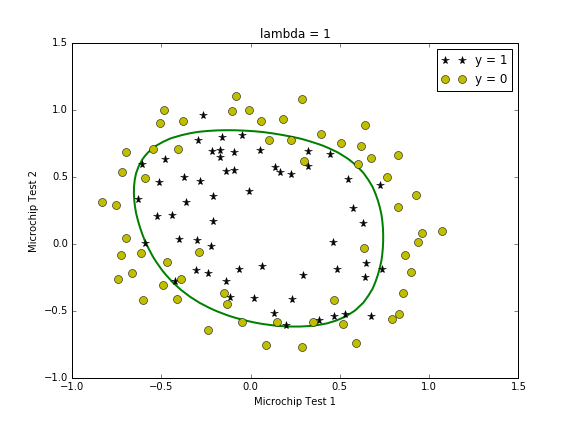 lambda = 1
1.5
y = 1
y = 0
1.0
0.5
Microchip Test 2
0.0
−0.5
−1.0
−1.0
−0.5
0.0
0.5
1.0
1.5
Microchip Test 1